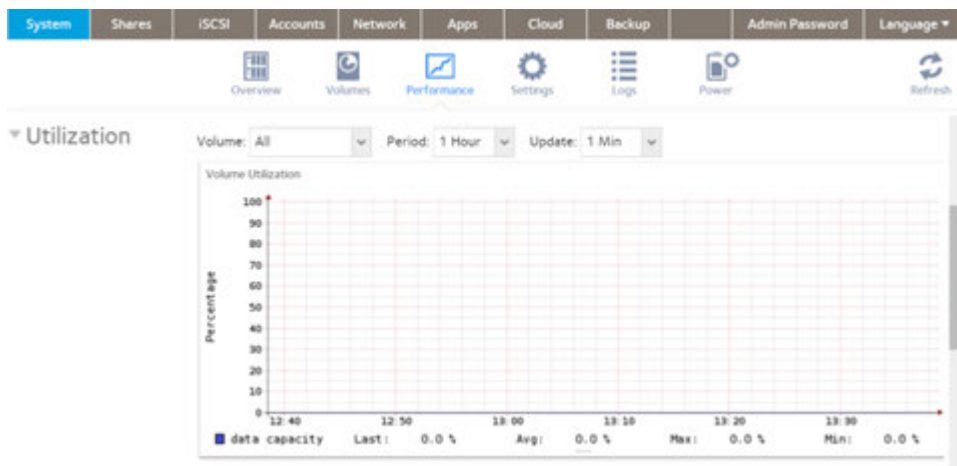 System Shares iSCSI Accounts Network Apps Cloud Backup Admin Password Language
Overview Volumes Performance Settings Logs Power Refresh
Utilization
Volume: All Period: 1 Hour Update: 1 Min
Volume Utilization
100
90
80
70
60
50
40
30
20
10
0
Percentage
12:40 12:50 13:00 13:10 13:20 13:30
data capacity Last: 0.0 % Avg: 0.0 % Max: 0.0 % Min: 0.0 %